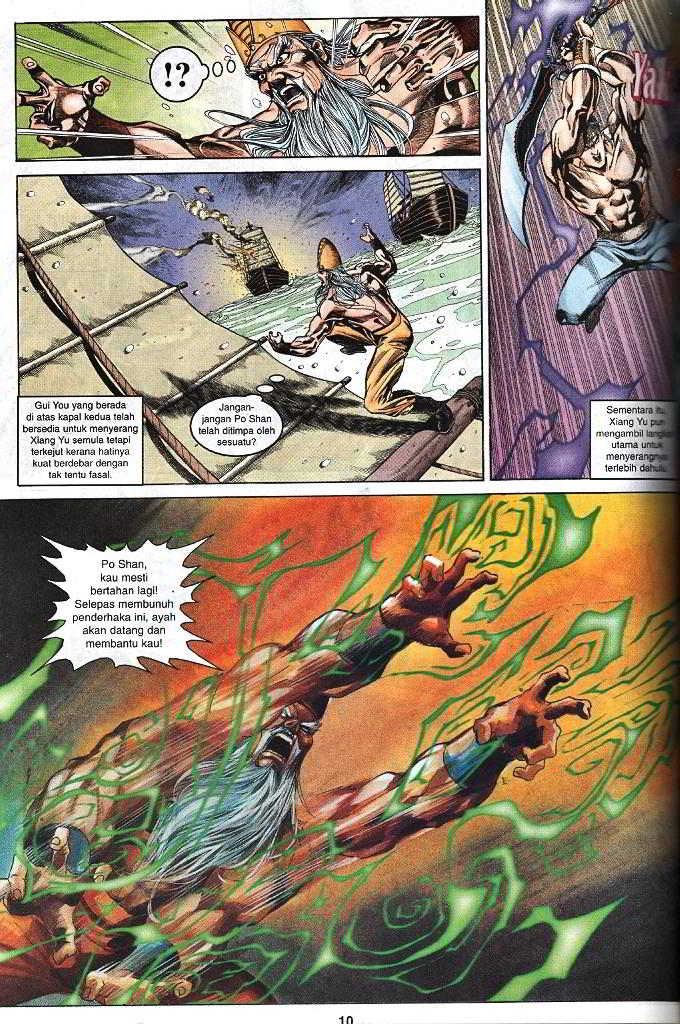 !?
Gui You yang berada
di atas kapal kedua telah
bersedia untuk menyerang
Xiang Yu semula tetapi
terkejut kerana hatinya
kuat berdebar dengan
tak tentu fasal.
Jangan-
jangan Po Shan
telah ditimpa oleh
sesuatu?
Sementara itu,
Xiang Yu pun
mengambil
utama untuk
menyerangnya
terlebih dahulu.
Po Shan,
kau mesti
bertahan lagi!
Selepas membunuh
penderhaka ini, ayah
akan datang dan
membantu kau!
10